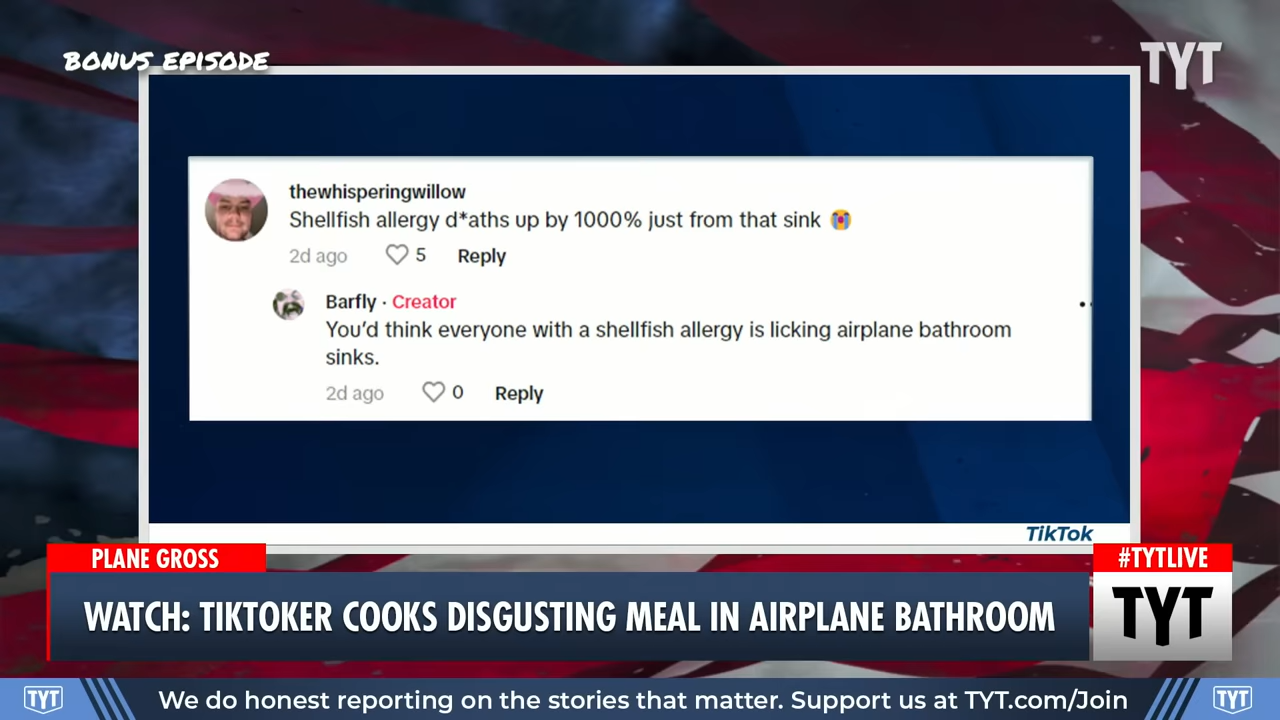 BONUS EPISODE
TYT
thewhisperingwillow
Shellfish allergy d*aths up by 1000% just from that sink 😭
2d ago 5 Reply
Barfly · Creator
You'd think everyone with a shellfish allergy is licking airplane bathroom
sinks.
2d ago 0 Reply
TikTok
PLANE GROSS
#TYTLIVE
WATCH: TIKTOKER COOKS DISGUSTING MEAL IN AIRPLANE BATHROOM
TYT
TYT
We do honest reporting on the stories that matter. Support us at TYT.com/Join
TYT